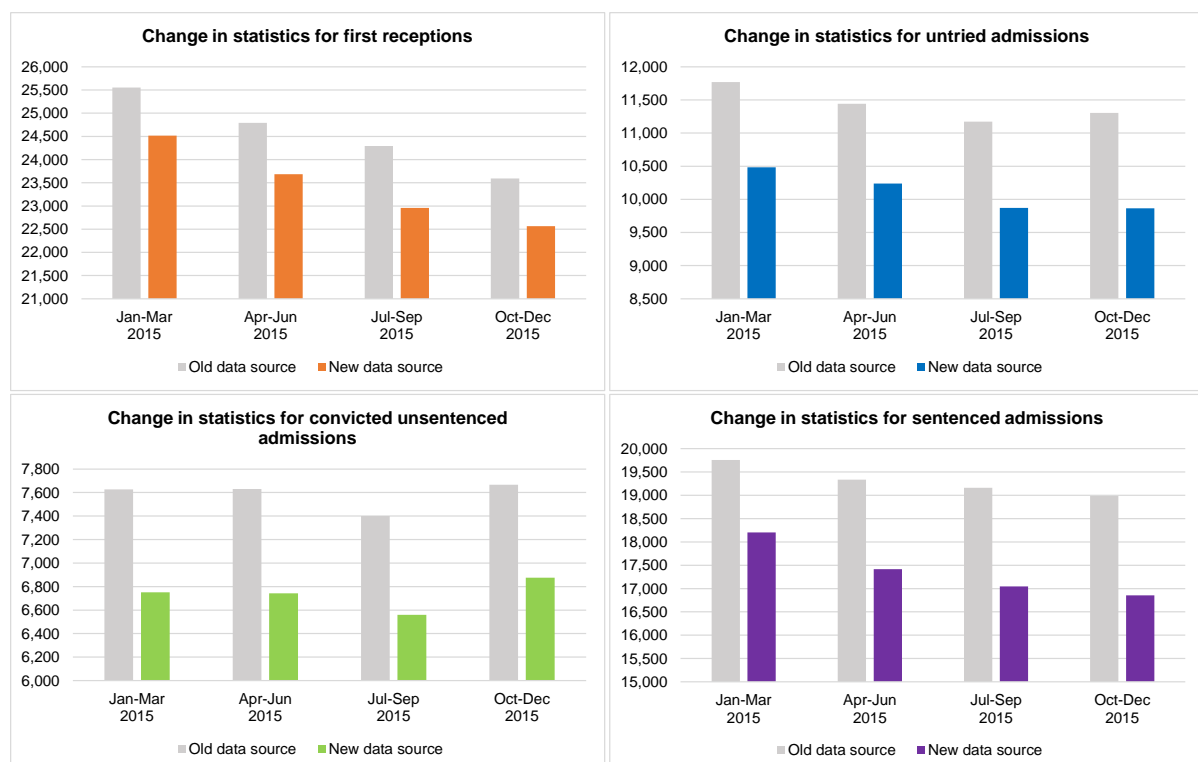 Change in statistics for first receptions
26,000
25,500
25,000
24,500
24,000
23,500
23,000
22,500
22,000
21,500
21,000
Jan-Mar
2015
Apr-Jun
2015
Jul-Sep
2015
Oct-Dec
2015
Old data source
New data source
Change in statistics for untried admissions
12,000
11,500
11,000
10,500
10,000
9,500
9,000
8,500
Jan-Mar
2015
Apr-Jun
2015
Jul-Sep
2015
Oct-Dec
2015
Old data source
New data source
Change in statistics for convicted unsentenced
admissions
7,800
7,600
7,400
7,200
7,000
6,800
6,600
6,400
6,200
6,000
Jan-Mar
2015
Apr-Jun
2015
Jul-Sep
2015
Oct-Dec
2015
Old data source
New data source
Change in statistics for sentenced admissions
20,000
19,500
19,000
18,500
18,000
17,500
17,000
16,500
16,000
15,500
15,000
Jan-Mar
2015
Apr-Jun
2015
Jul-Sep
2015
Oct-Dec
2015
Old data source
New data source